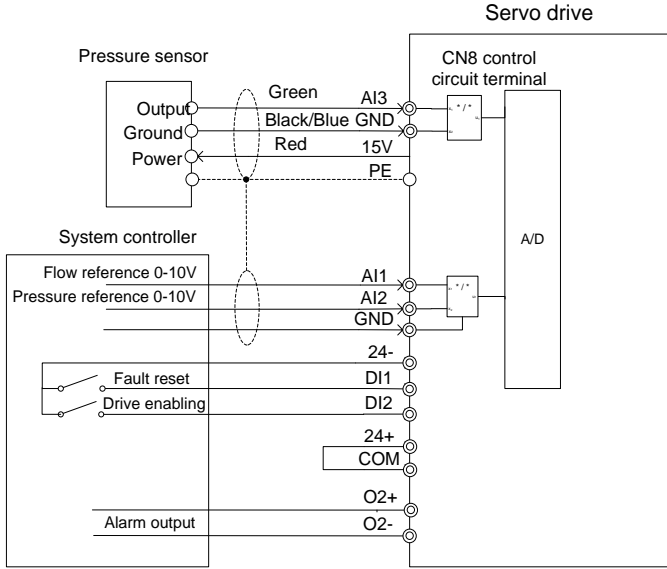 Servo drive
Pressure sensor
CN8 control
circuit terminal
Green
AI3
Output
Black/Blue GND
Ground
Red
15V
Power
PE
* / *
A/D
System controller
Flow reference 0-10V
AI1
Pressure reference 0-10V
AI2
GND
* / *
24-
Fault reset
DI1
Drive enabling
DI2
24+
COM
O2+
Alarm output
O2-